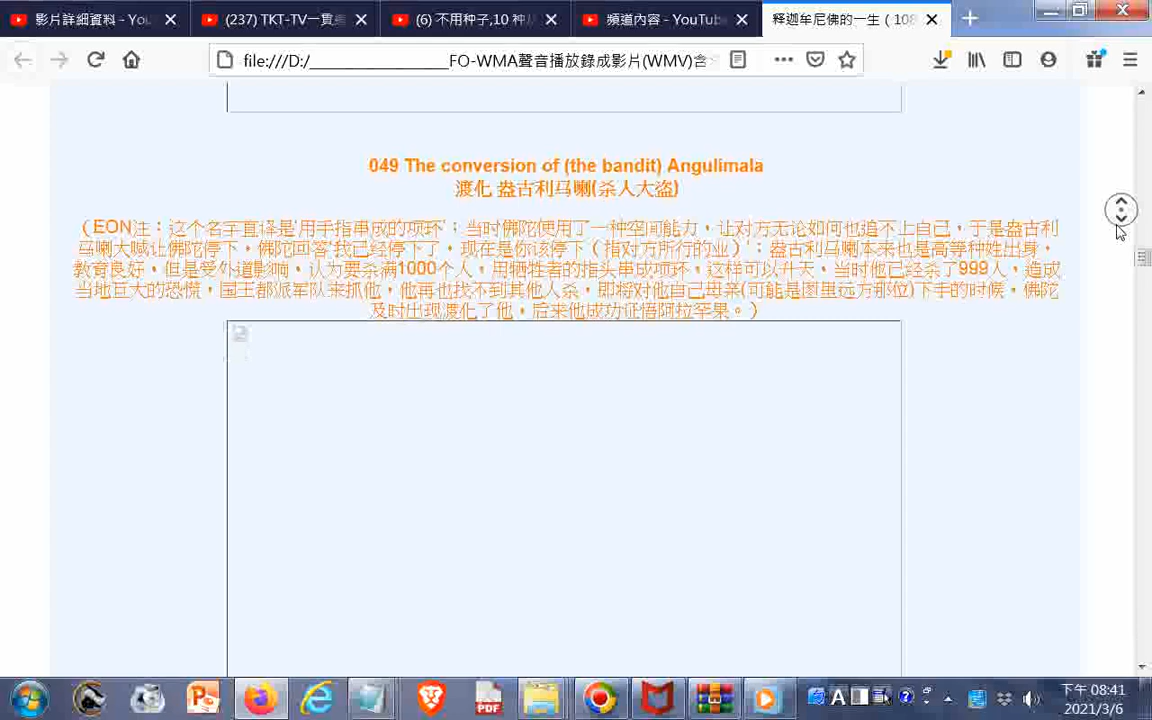 影片詳細資料 - You
(237) TKT-TV一貫
(6) 不用种子,10 种
頻道內容 - YouTub
释迦牟尼佛的一生（108
file:///D:/__________________FO-WMA聲音播放錄成影片(WMV)含
049 The conversion of (the bandit) Angulimala
渡化 盎古利马喇(杀人大盗)
（EON注：这个名字直译是'用手指串成的项环'；当时佛陀使用了一种空间能力，让对方无论如何也追不上自己，于是盎古利
马喇大喊让佛陀停下，佛陀回答'我已经停下了，现在是你该停下（指对方所行的业）'；盎古利马喇本来也是高等种姓出身，
教育良好，但是受外道影响，认为要杀满1000个人，用牺牲者的指头串成项环，这样可以升天，当时他已经杀了999人，造成
当地巨大的恐慌，国王都派军队来抓他，他再也找不到其他人杀，即将对他自己母亲(可能是图里远方那位)下手的时候，佛陀
及时出现渡化了他，后来他成功证悟阿拉罕果。）
PDF
A
下午 08:41
2021/3/6